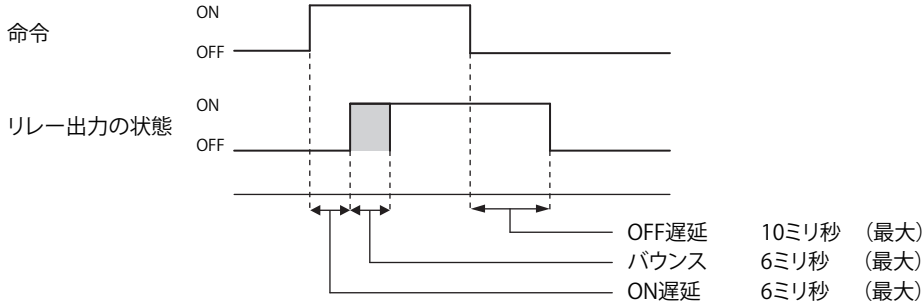 ON
命令
OFF
ON
リレー出力の状態
OFF
OFF遅延 10ミリ秒 (最大)
バウンス 6ミリ秒 (最大)
ON遅延 6ミリ秒 (最大)